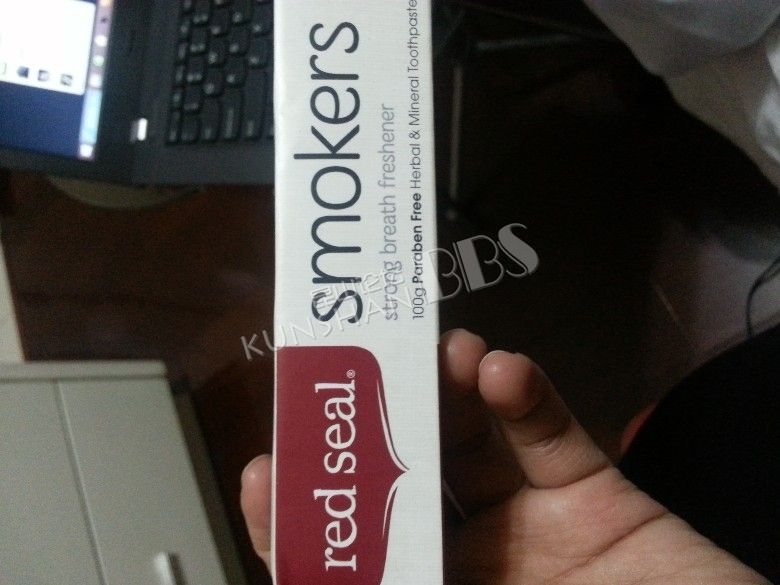 red seal®
smokers
strong breath freshener
100g Paraben Free Herbal & Mineral Toothpaste
KUNSHAN BBS